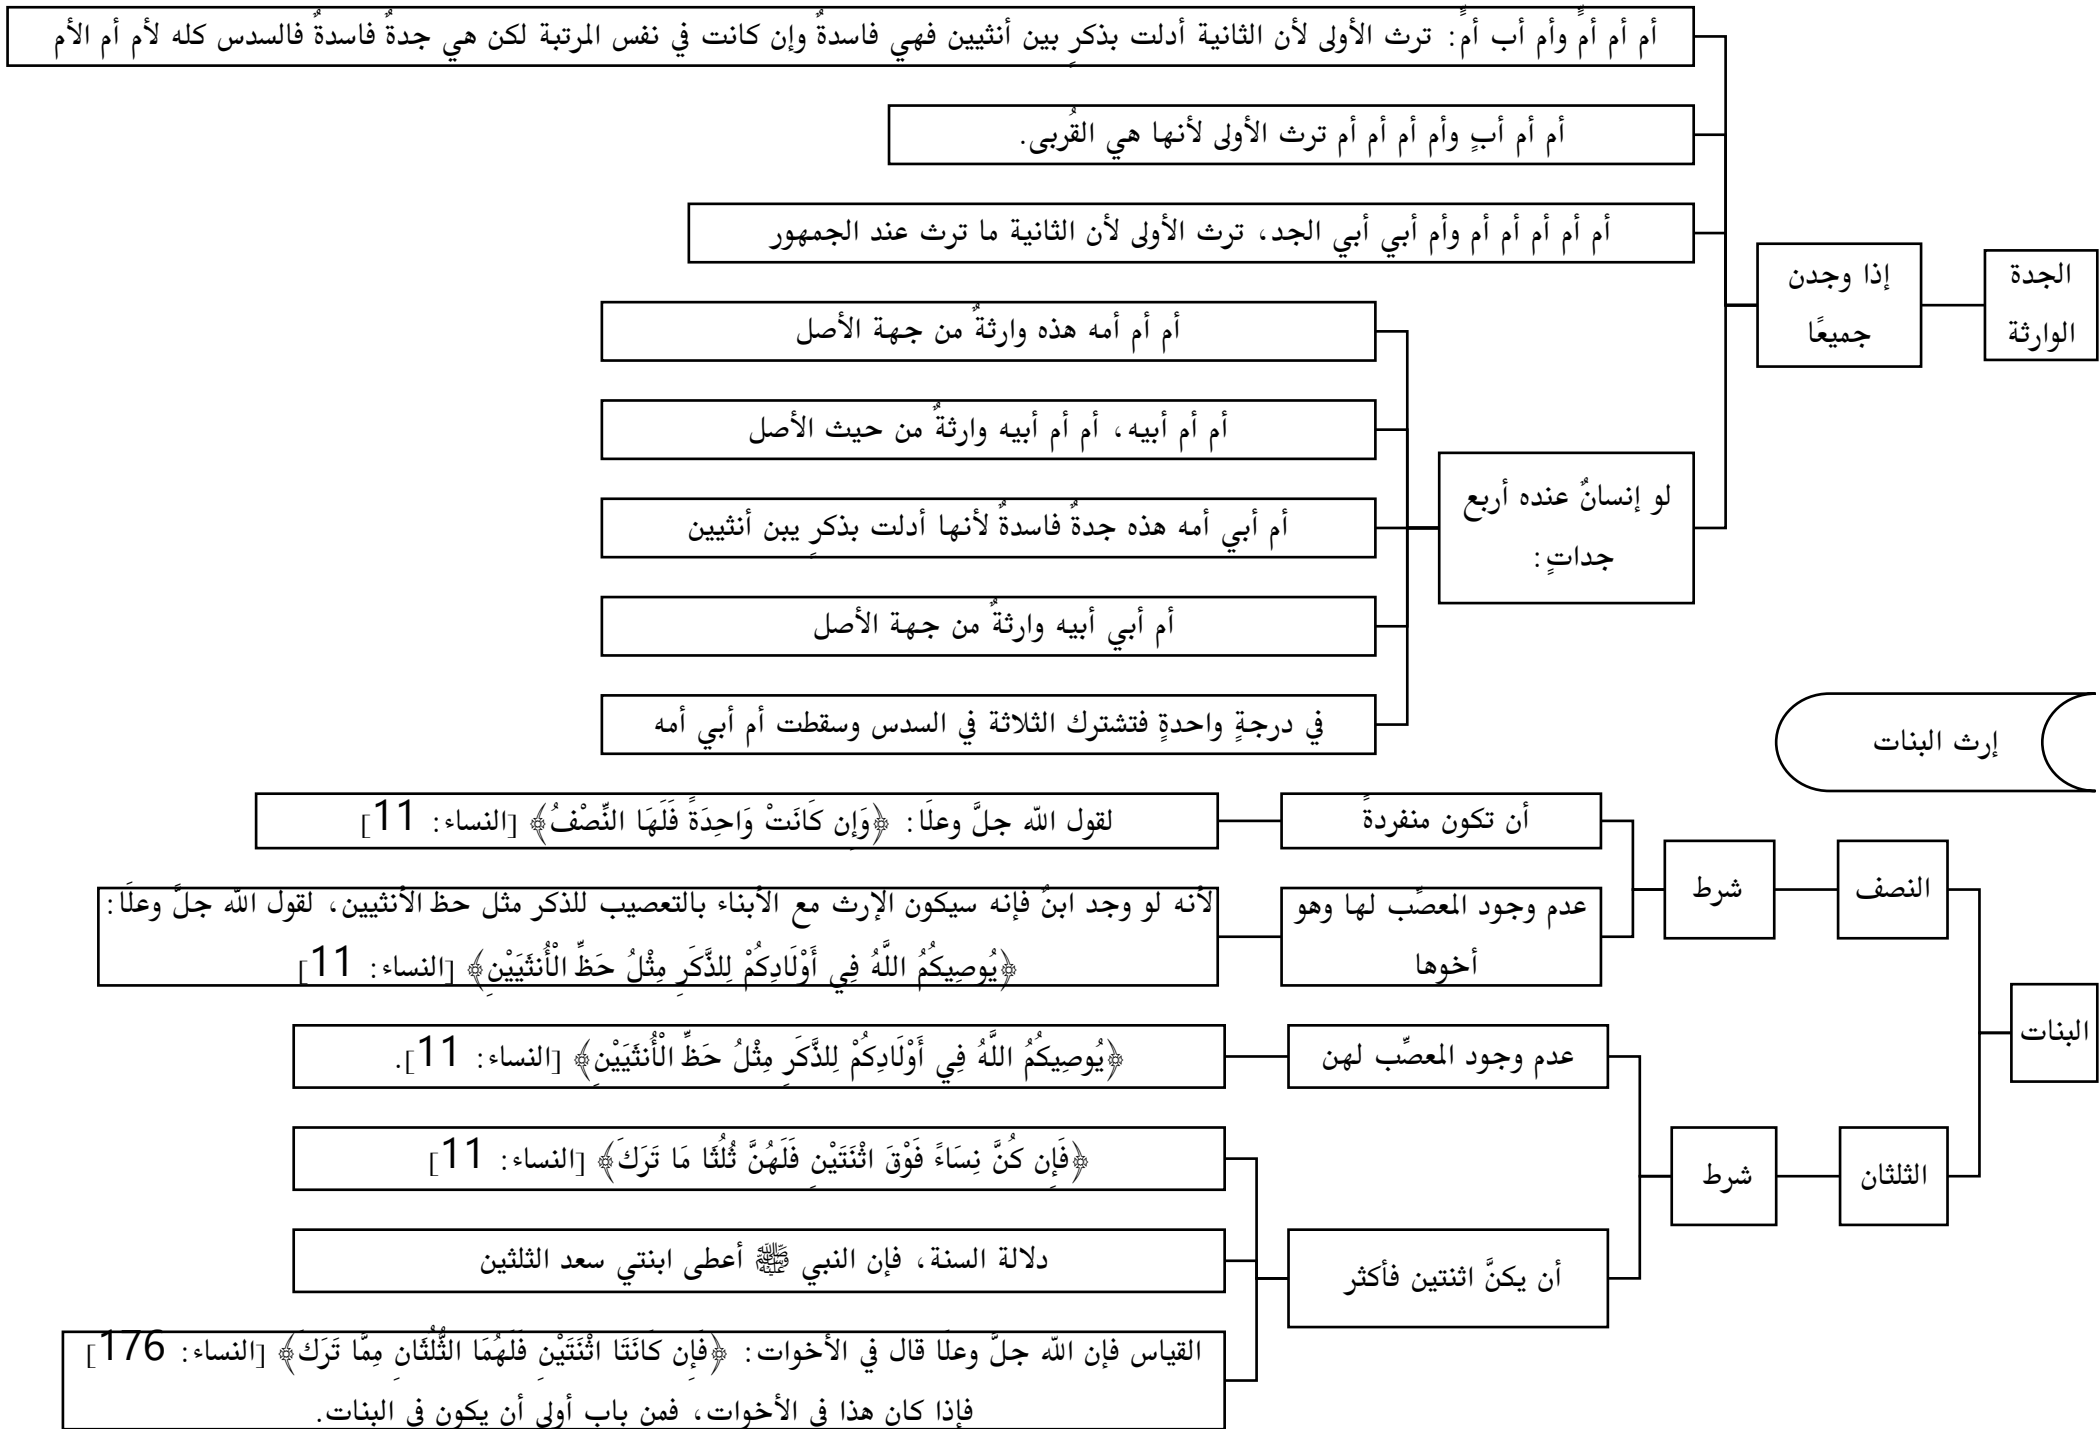 الجدة
الوارثة
إذا وجدن
جميعًا
أم أم أمٍ وأم أب أمٍ: ترث الأولى لأن الثانية أدلت بذكرٍ بين أنثيين فهي فاسدةٌ وإن كانت في نفس المرتبة لكن هي جدةٌ فاسدةٌ فالسدس كله لأم أم الأم
أم أم أبٍ وأم أم أم أم ترث الأولى لأنها هي القُربى.
أم أم أم أم أم وأم أبي أبي الجد، ترث الأولى لأن الثانية ما ترث عند الجمهور
لو إنسانٌ عنده أربع
جداتٍ:
أم أم أمه هذه وارثةٌ من جهة الأصل
أم أم أبيه، أم أم أبيه وارثةٌ من حيث الأصل
أم أبي أمه هذه جدةٌ فاسدةٌ لأنها أدلت بذكرٍ يبن أنثيين
أم أبي أبيه وارثةٌ من جهة الأصل
في درجةٍ واحدةٍ فتشترك الثلاثة في السدس وسقطت أم أبي أمه
إرث البنات
البنات
النصف
شرط
أن تكون منفردةً
لقول الله جلَّ وعلَا: ﴿وَإِن كَانَتْ وَاحِدَةً فَلَهَا النِّصْفُ﴾ [النساء: 11]
عدم وجود المعصِّب لها وهو
أخوها
لأنه لو وجد ابنٌ فإنه سيكون الإرث مع الأبناء بالتعصيب للذكر مثل حظ الأنثيين، لقول الله جلَّ وعلَا:
﴿يُوصِيكُمُ اللَّهُ فِي أَوْلَادِكُمْ لِلذَّكَرِ مِثْلُ حَظِّ الْأُنثَيَيْنِ﴾ [النساء: 11]
الثلثان
شرط
عدم وجود المعصِّب لهن
﴿يُوصِيكُمُ اللَّهُ فِي أَوْلَادِكُمْ لِلذَّكَرِ مِثْلُ حَظِّ الْأُنثَيَيْنِ﴾ [النساء: 11].
أن يكنَّ اثنتين فأكثر
﴿فَإِن كُنَّ نِسَاءً فَوْقَ اثْنَتَيْنِ فَلَهُنَّ ثُلُثَا مَا تَرَكَ﴾ [النساء: 11]
دلالة السنة، فإن النبي ﷺ أعطى ابنتي سعد الثلثين
القياس فإن الله جلَّ وعلَا قال في الأخوات: ﴿فَإِن كَانَتَا اثْنَتَيْنِ فَلَهُمَا الثُّلُثَانِ مِمَّا تَرَكَ﴾ [النساء: 176]
فإذا كان هذا في الأخوات، فمن باب أولى أن يكون في البنات.